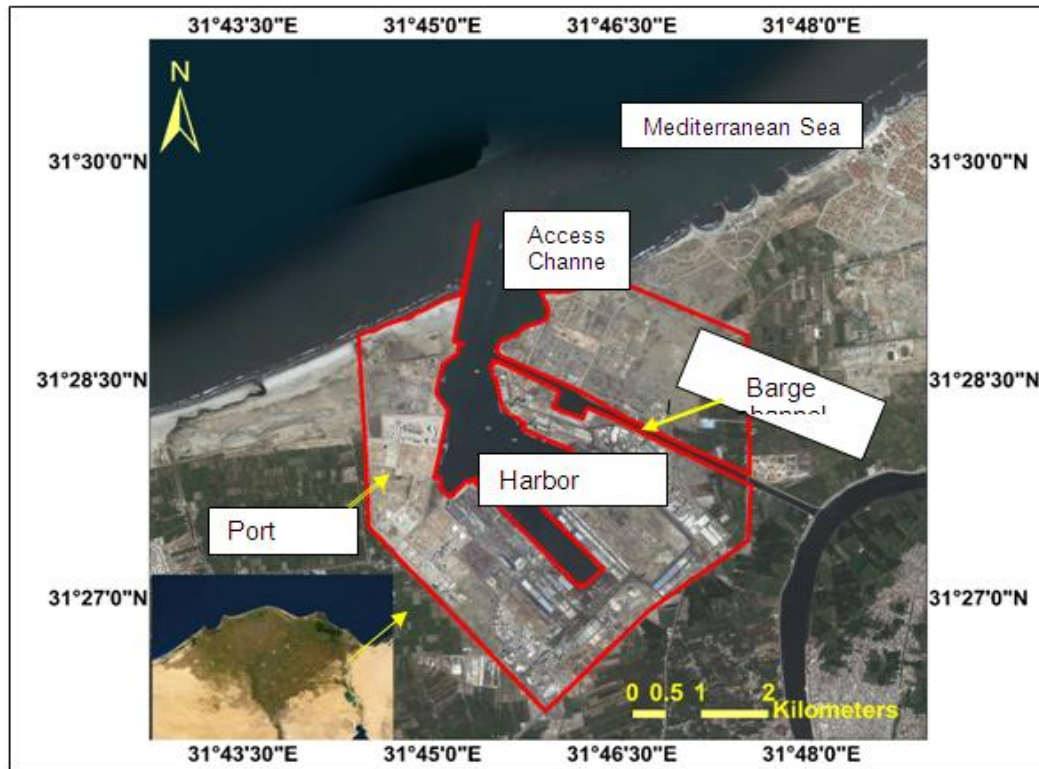 31°43'30"E 31°45'0"E 31°46'30"E 31°48'0"E
N
Mediterranean Sea
31°30'0"N 31°30'0"N
Access
Channe
31°28'30"N 31°28'30"N
Barge
channel
Harbor
Port
31°27'0"N 31°27'0"N
0 0.5 1 2
Kilometers
31°43'30"E 31°45'0"E 31°46'30"E 31°48'0"E